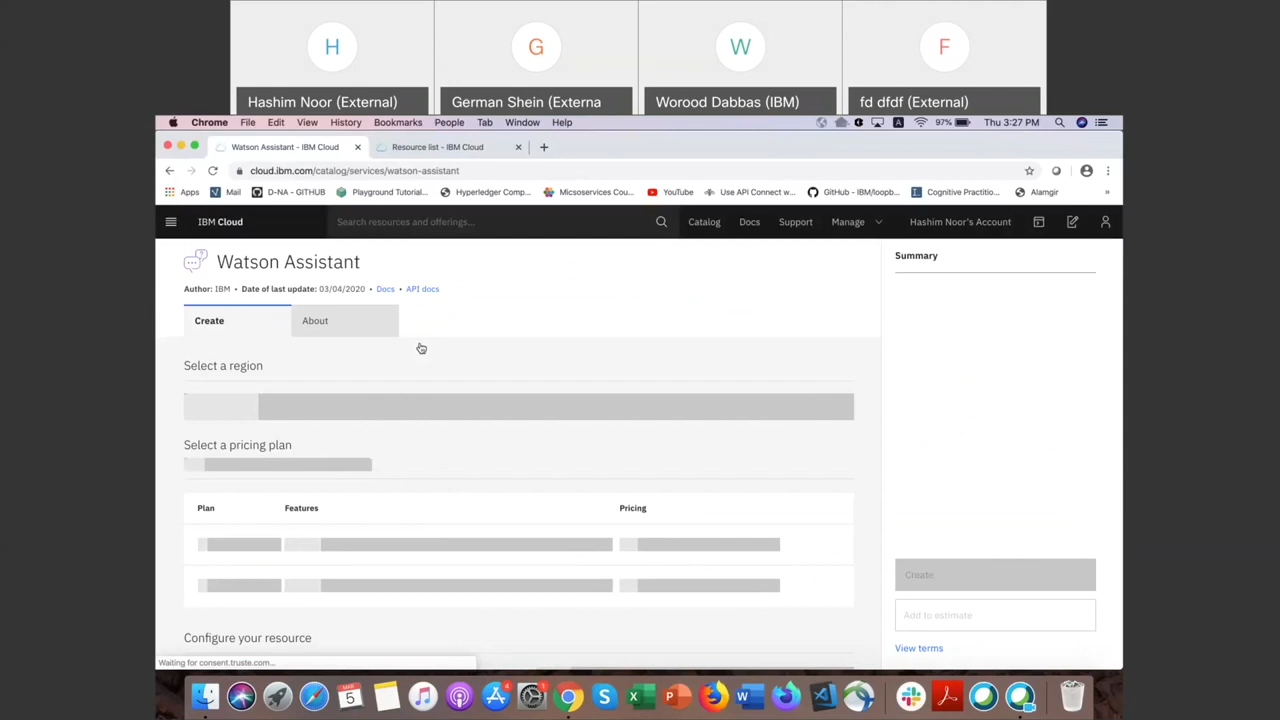 H
G
W
F
Hashim Noor (External)
German Shein (Externa
Worood Dabbas (IBM)
fd dfdf (External)
Chrome File Edit View History Bookmarks People Tab Window Help
A
97%
Thu 3:27 PM
Watson Assistant - IBM Cloud
Resource list - IBM Cloud
cloud.ibm.com/catalog/services/watson-assistant
Apps
Mail
D-NA - GITHUB
Playground Tutorial...
Hyperledger Comp...
Micsoservices Cou...
YouTube
Use API Connect w...
GitHub - IBM/loopb...
Cognitive Practitio...
Alamgir
»
IBM Cloud
Search resources and offerings...
Catalog
Docs
Support
Manage
Hashim Noor's Account
Watson Assistant
Author: IBM • Date of last update: 03/04/2020 • Docs • API docs
Summary
Create
About
Select a region
Select a pricing plan
Plan
Features
Pricing
Create
Add to estimate
Configure your resource
View terms
Waiting for consent.truste.com...
MAR
5
4
1
S
X
P
W